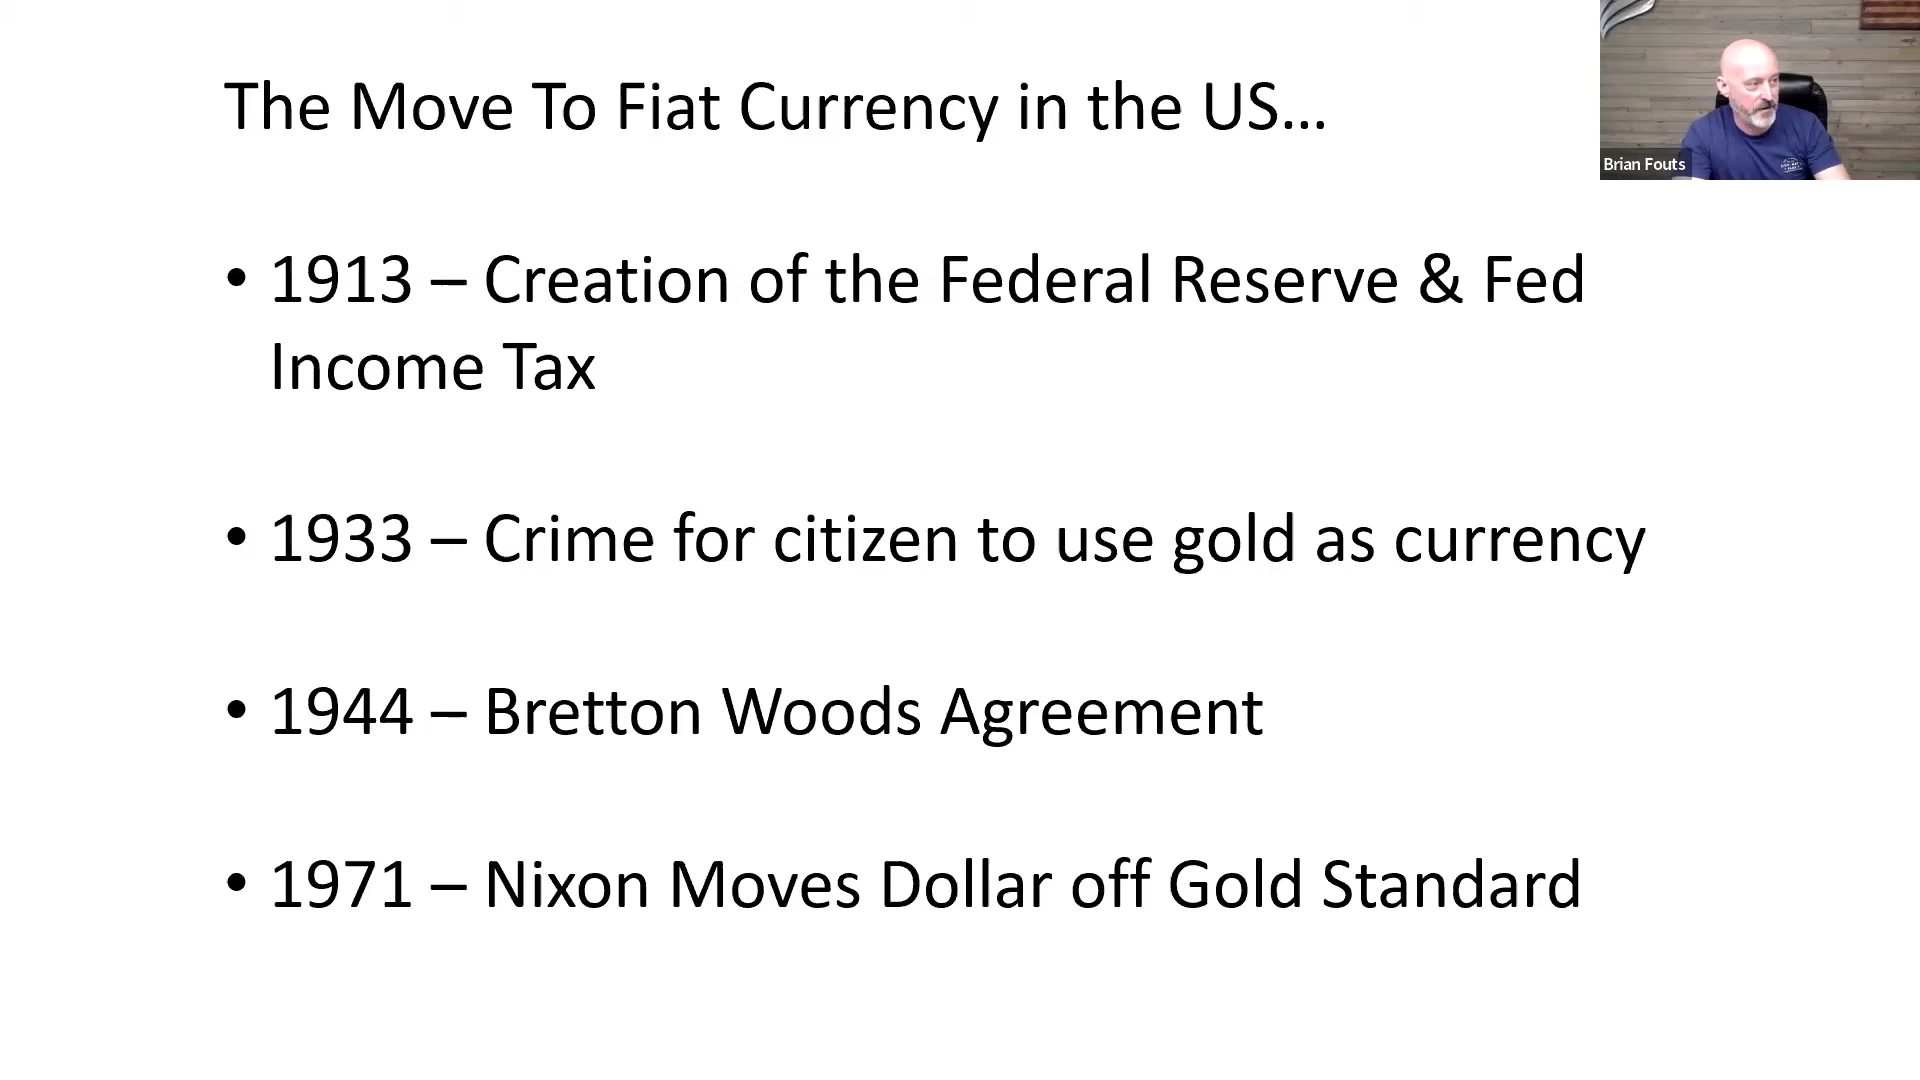 The Move To Fiat Currency in the US...
• 1913 – Creation of the Federal Reserve & Fed
Income Tax
• 1933 – Crime for citizen to use gold as currency
• 1944 – Bretton Woods Agreement
• 1971 – Nixon Moves Dollar off Gold Standard
Brian Fouts